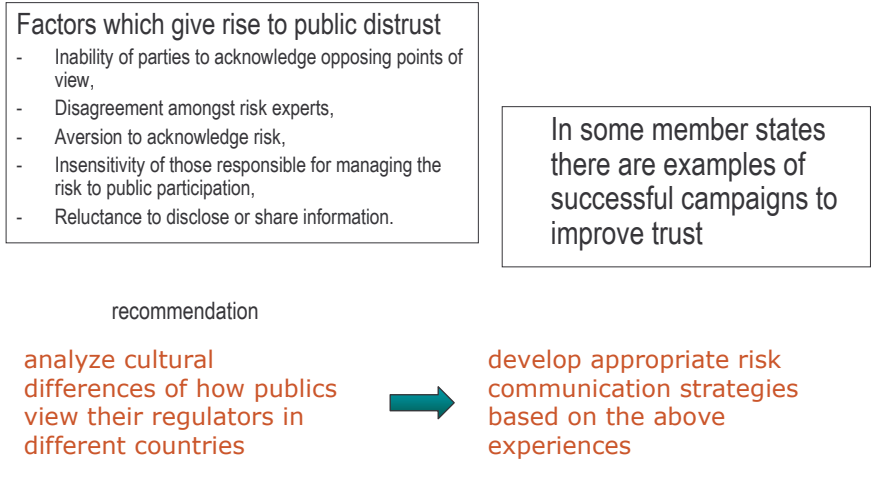 Factors which give rise to public distrust
- Inability of parties to acknowledge opposing points of
view,
- Disagreement amongst risk experts,
- Aversion to acknowledge risk,
- Insensitivity of those responsible for managing the
risk to public participation,
- Reluctance to disclose or share information.
In some member states
there are examples of
successful campaigns to
improve trust
recommendation
analyze cultural
differences of how publics
view their regulators in
different countries
develop appropriate risk
communication strategies
based on the above
experiences